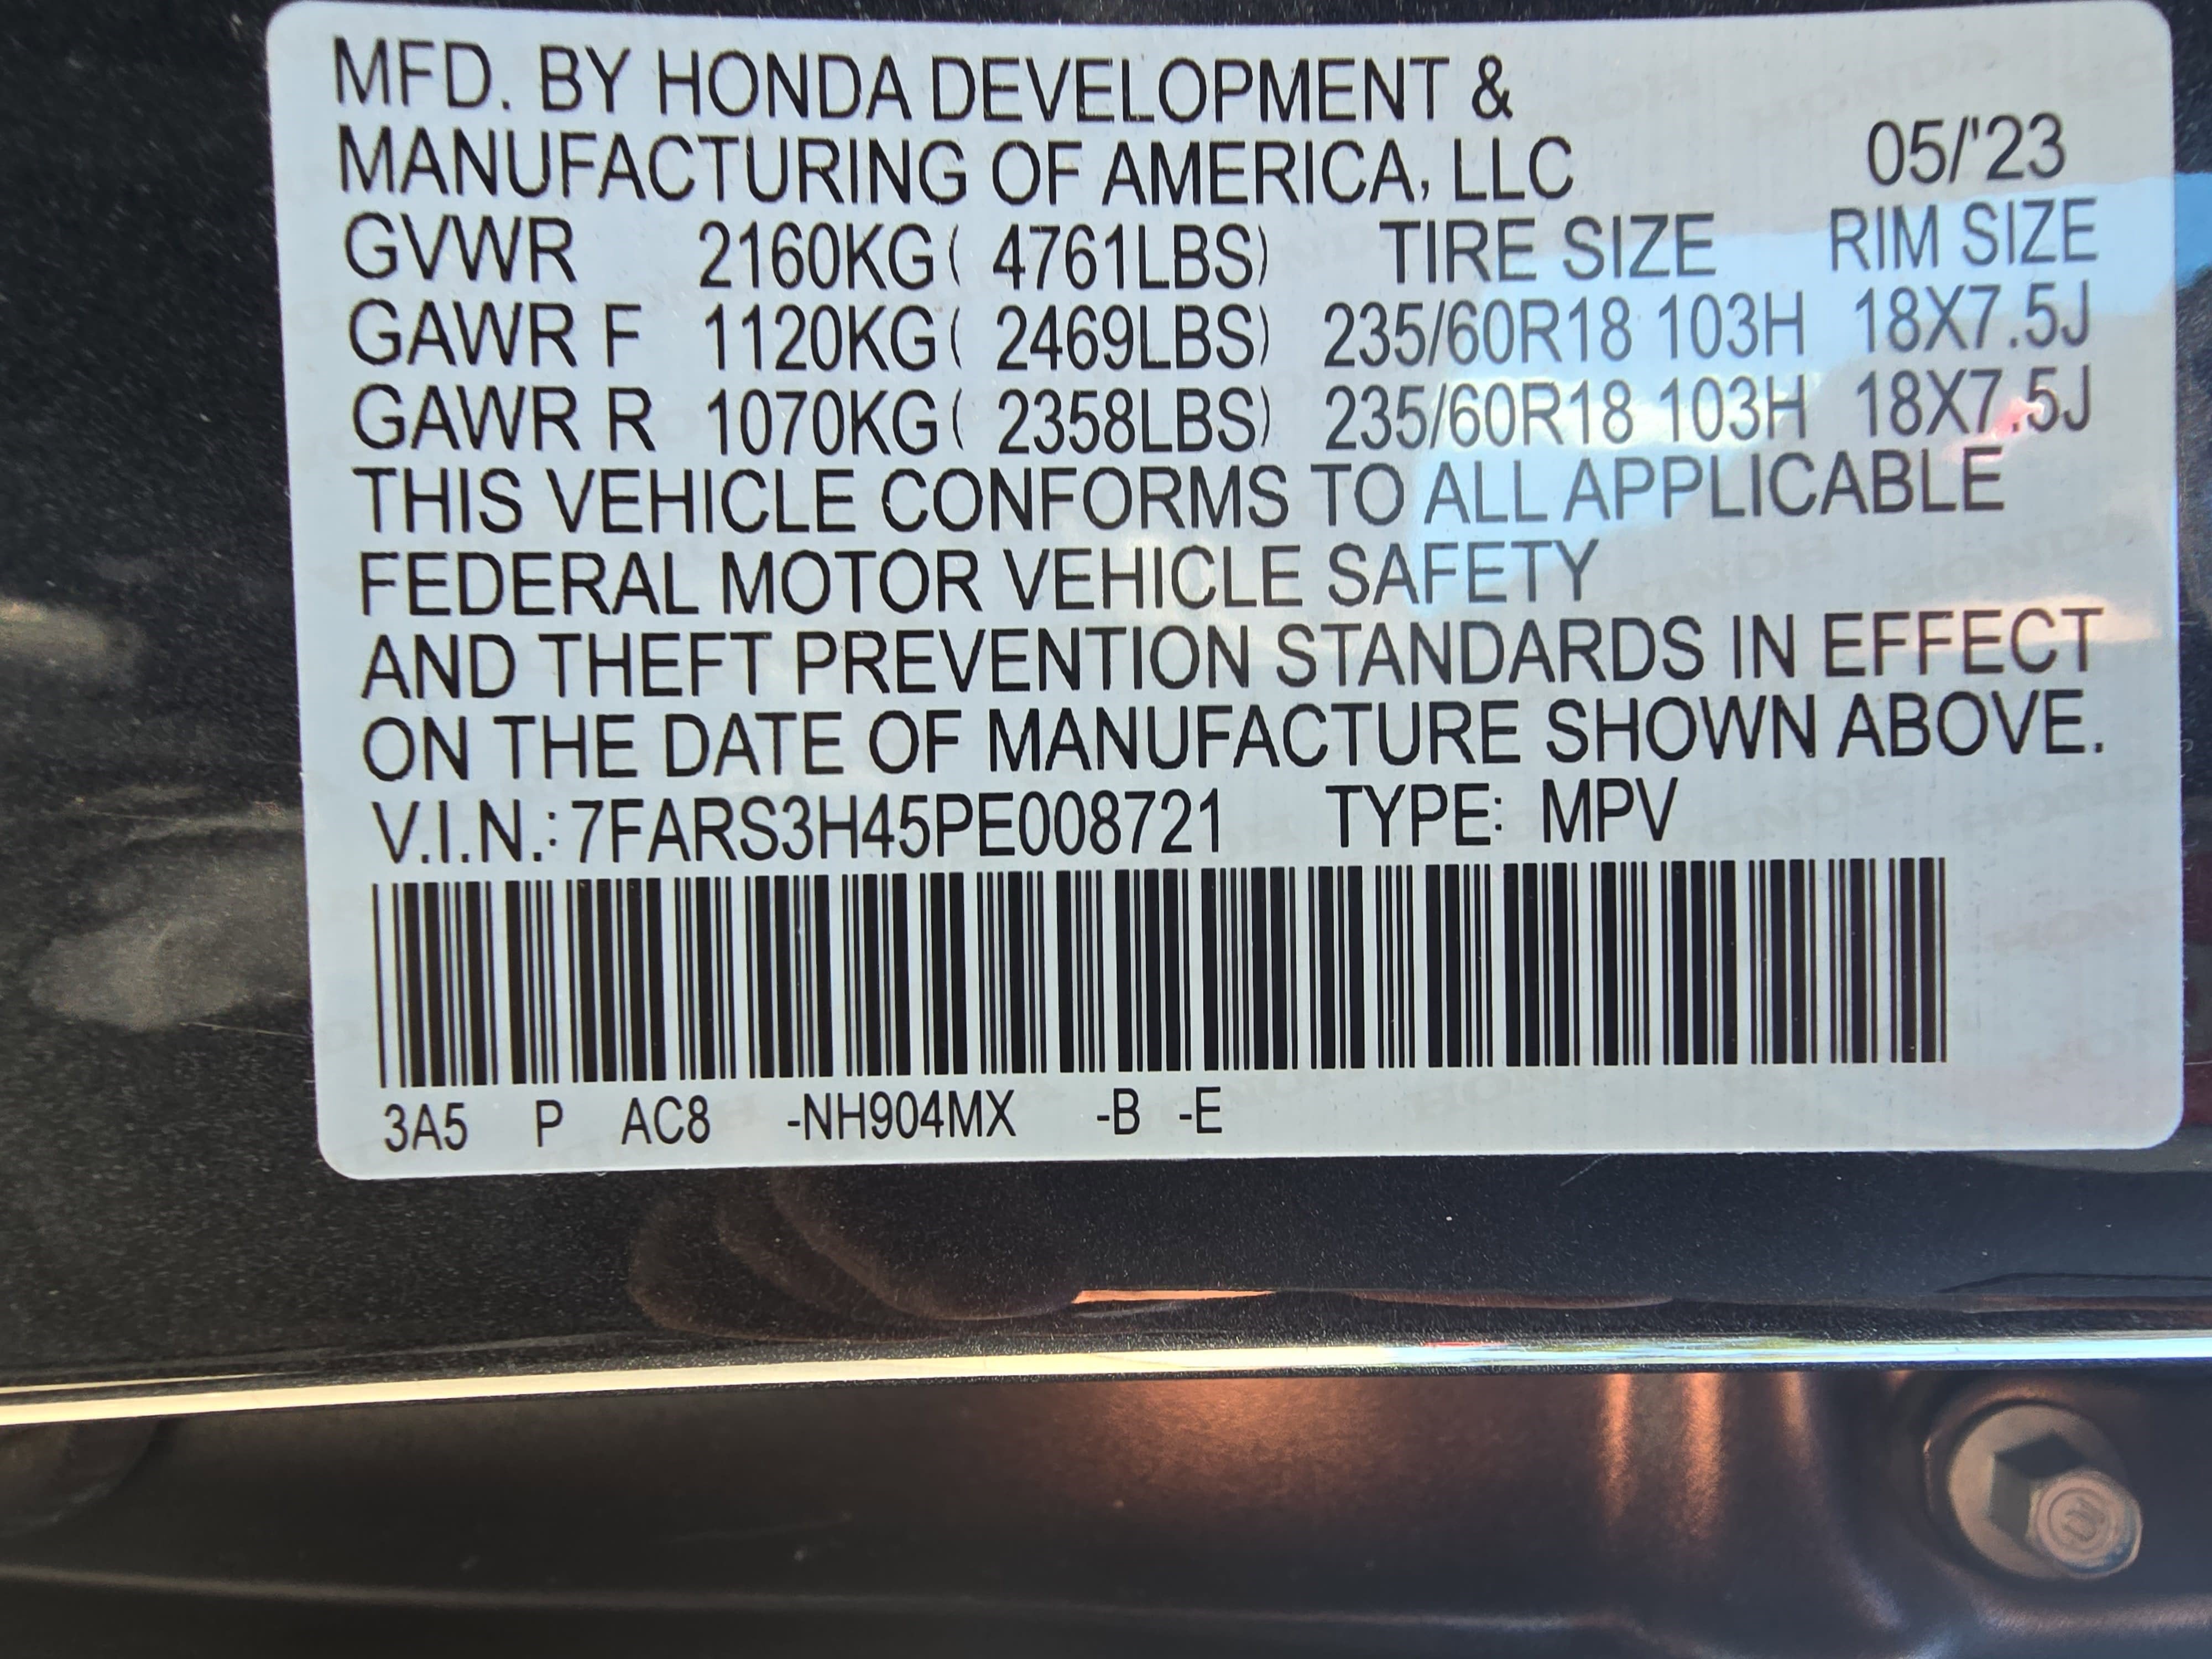 MFD. BY HONDA DEVELOPMENT &
MANUFACTURING OF AMERICA, LLC 05/'23
GVWR 2160KG( 4761LBS) TIRE SIZE RIM SIZE
GAWR F 1120KG( 2469LBS) 235/60R18 103H 18X7.5J
GAWR R 1070KG( 2358LBS) 235/60R18 103H 18X7.5J
THIS VEHICLE CONFORMS TO ALL APPLICABLE
FEDERAL MOTOR VEHICLE SAFETY
AND THEFT PREVENTION STANDARDS IN EFFECT
ON THE DATE OF MANUFACTURE SHOWN ABOVE.
V.I.N.: 7FARS3H45PE008721 TYPE: MPV
3A5 P AC8 -NH904MX -B -E